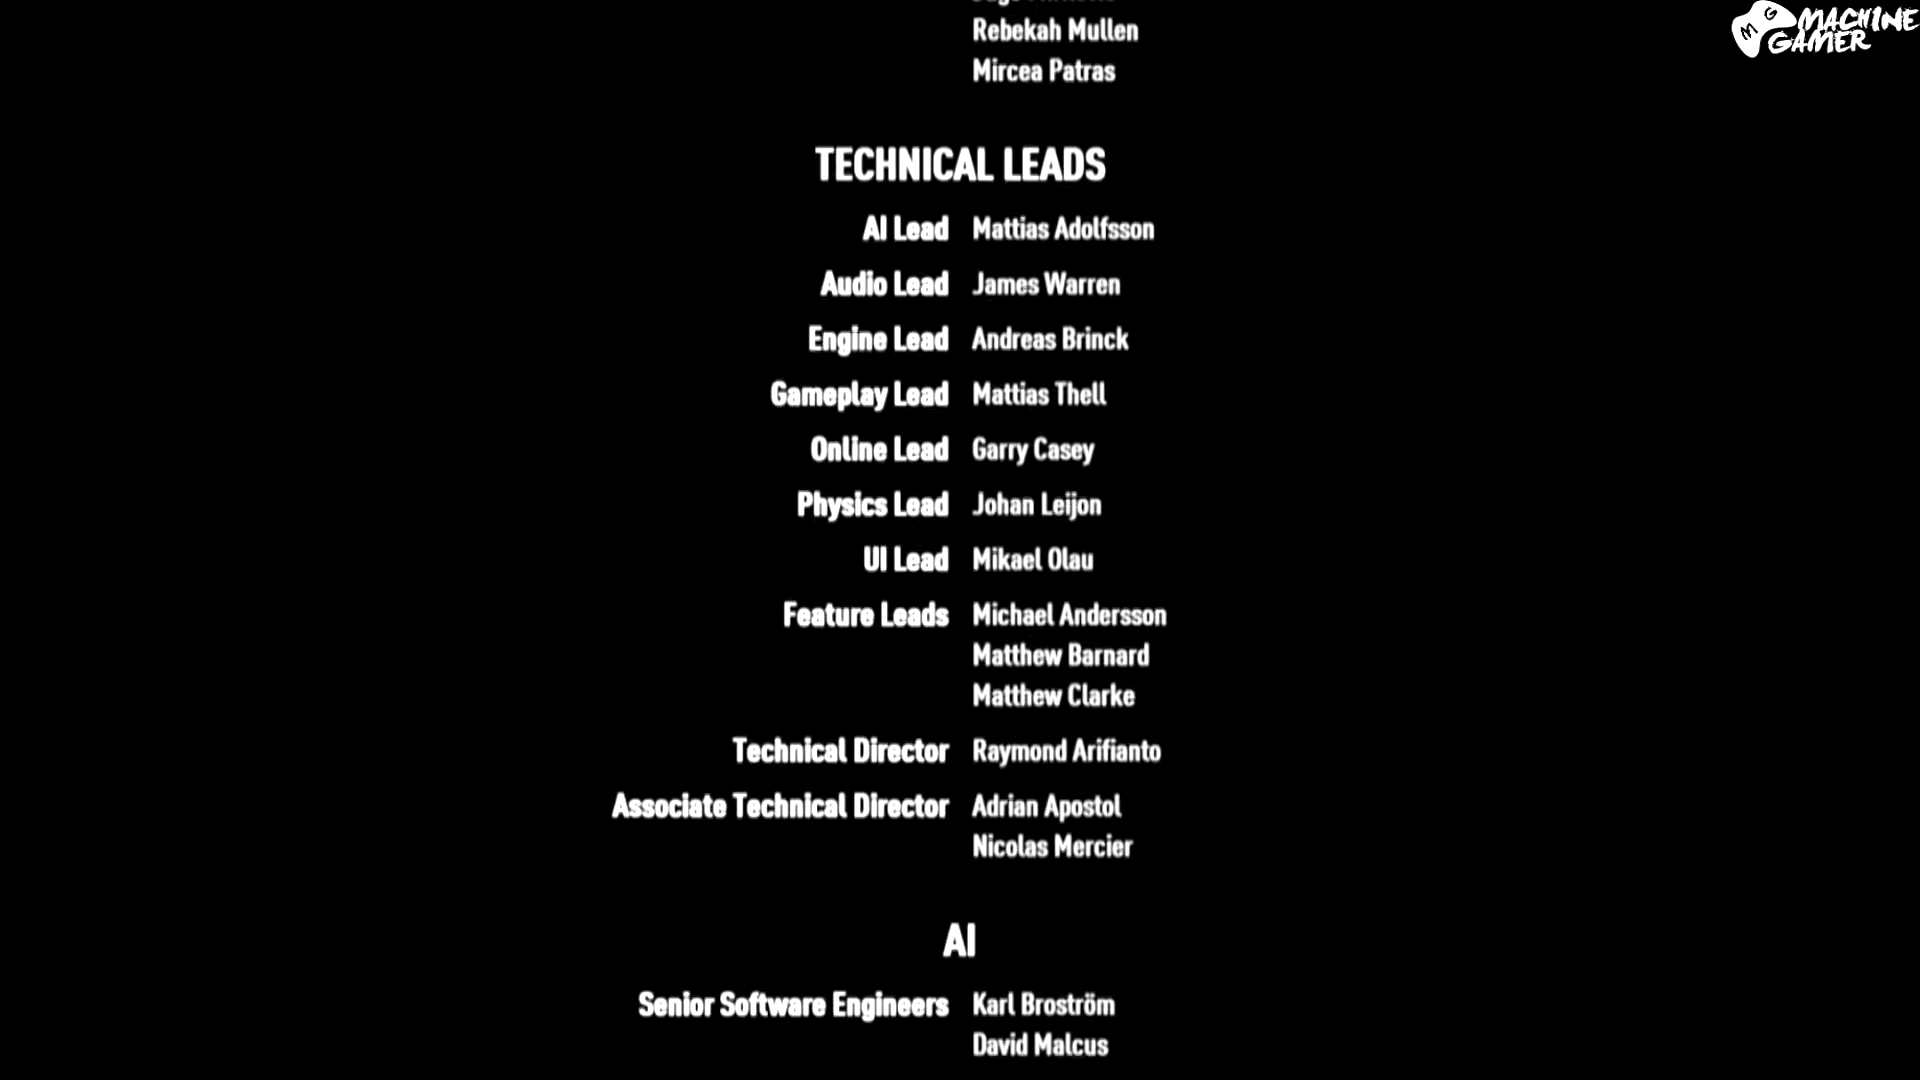 Rebekah Mullen
Mircea Patras
TECHNICAL LEADS
AI Lead Mattias Adolfsson
Audio Lead James Warren
Engine Lead Andreas Brinck
Gameplay Lead Mattias Thell
Online Lead Garry Casey
Physics Lead Johan Leijon
UI Lead Mikael Olau
Feature Leads Michael Andersson
Matthew Barnard
Matthew Clarke
Technical Director Raymond Arifianto
Associate Technical Director Adrian Apostol
Nicolas Mercier
AI
Senior Software Engineers Karl Broström
David Malcus
MG MACHINE
GAMER